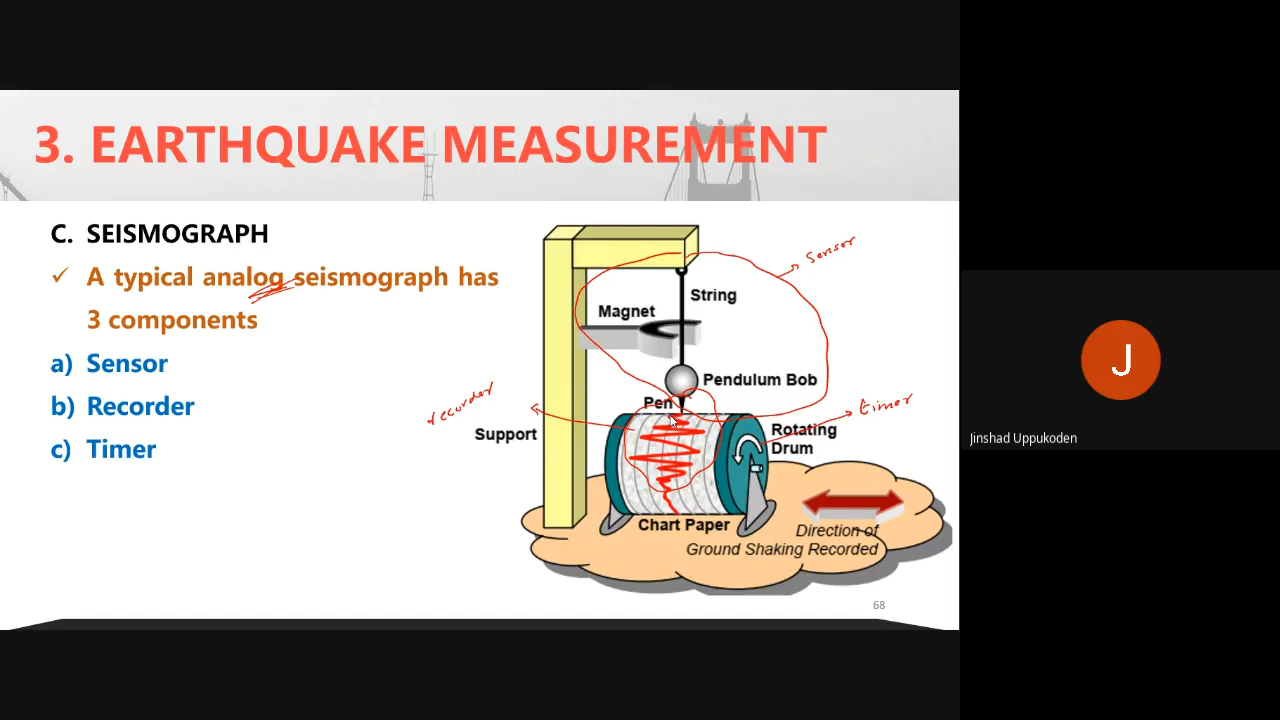 3. EARTHQUAKE MEASUREMENT
C. SEISMOGRAPH
✓ A typical analog seismograph has
3 components
a) Sensor
b) Recorder
c) Timer
sensor
String
Magnet
Pendulum Bob
recorder
Pen
timer
Support
Rotating
Drum
Chart Paper
Direction of
Ground Shaking Recorded
68
J
Jinshad Uppukoden